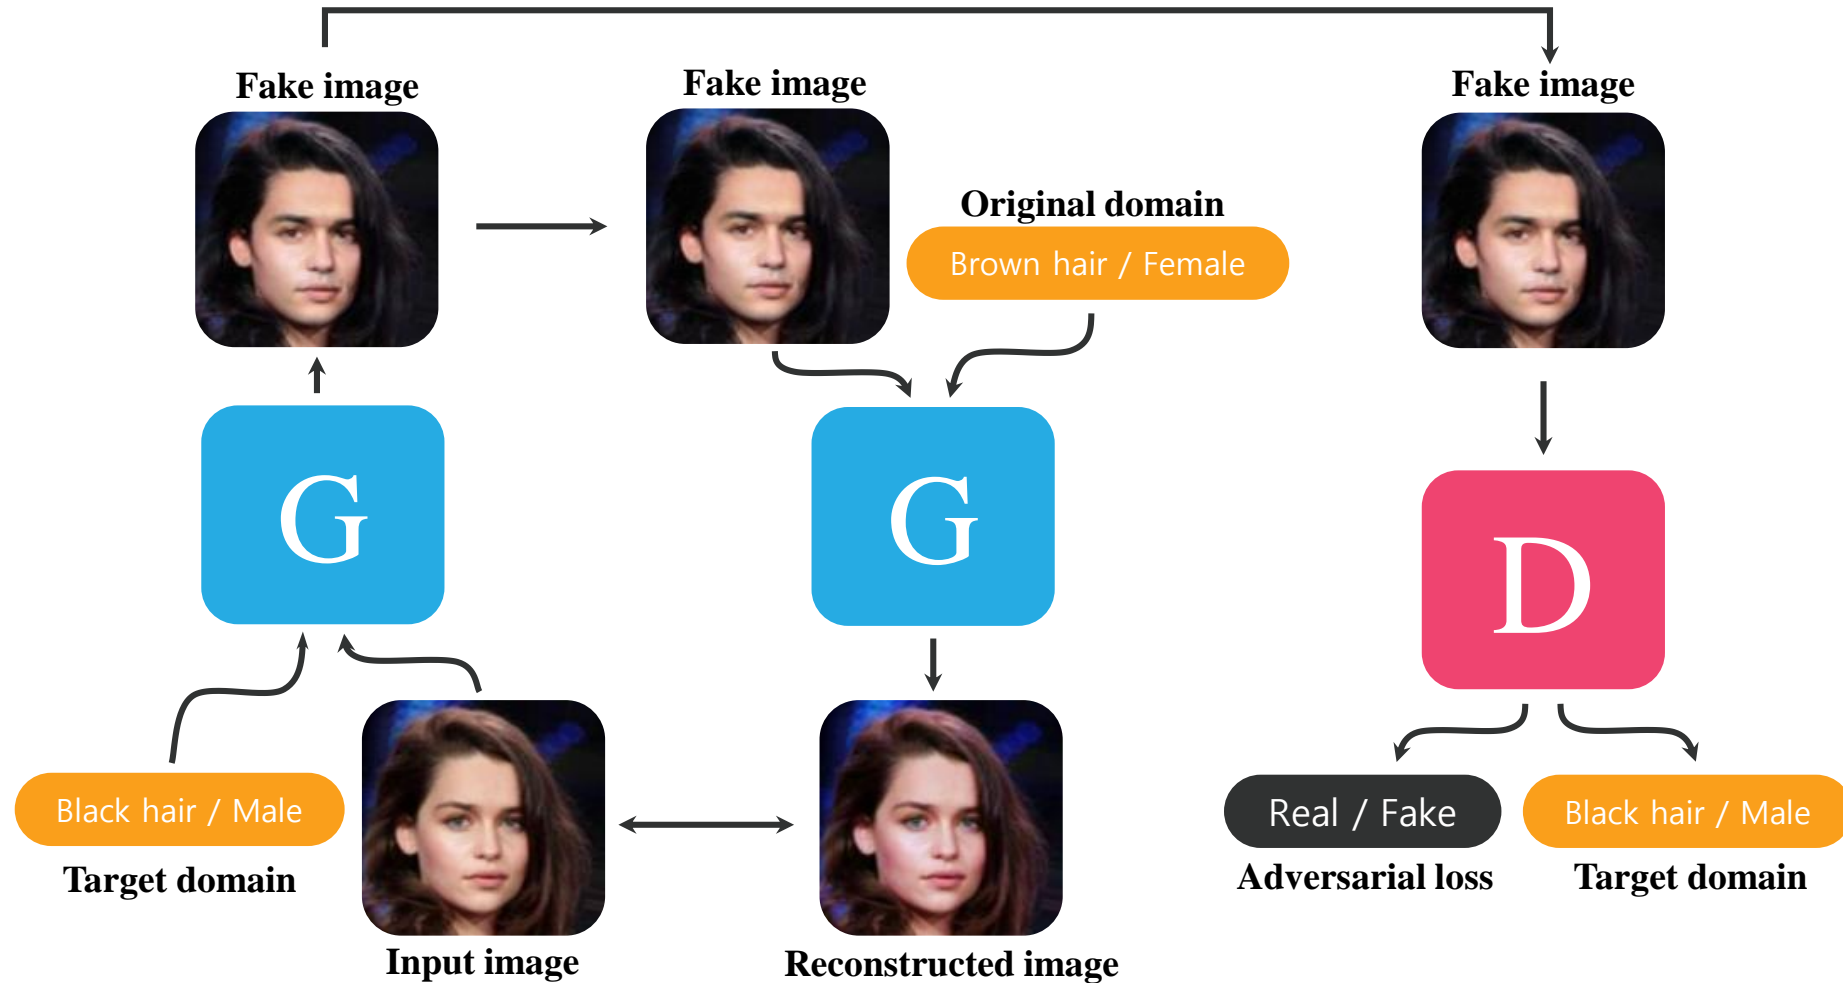 Fake image
Fake image
Fake image
Original domain
Brown hair / Female
G
G
D
Black hair / Male
Target domain
Input image
Reconstructed image
Real / Fake
Adversarial loss
Black hair / Male
Target domain